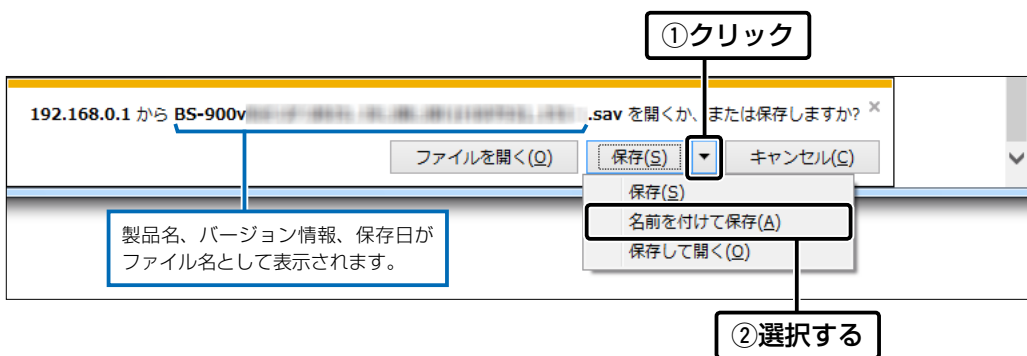 ①クリック
192.168.0.1 から BS-900v .sav を開くか、または保存しますか? ×
ファイルを開く(O) 保存(S) ▼ キャンセル(C)
保存(S)
名前を付けて保存(A)
保存して開く(O)
製品名、バージョン情報、保存日が
ファイル名として表示されます。
②選択する